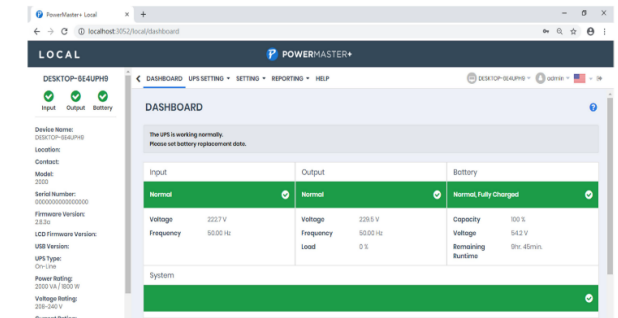 PowerMaster+ Local
localhost:3052/local/dashboard
LOCAL
POWERMASTER+
DESKTOP-6E4UPH9
DASHBOARD UPS SETTING SETTING REPORTING HELP
DESKTOP-6E4UPH9 admin
Input Output Battery
DASHBOARD
Device Name:
DESKTOP-6E4UPH9
Location:
Contact:
Model:
2000
Serial Number:
0000000000000000
Firmware Version:
2.8.3a
LCD Firmware Version:
USB Version:
UPS Type:
On-Line
Power Rating:
2000 VA / 1800 W
Voltage Rating:
208-240 V
Current Rating:
The UPS is working normally.
Please set battery replacement date.
Input Output Battery
Normal Normal Normal, Fully Charged
Voltage 222.7 V Voltage 229.5 V Capacity 100 %
Frequency 50.00 Hz Frequency 50.00 Hz Voltage 54.2 V
Load 0 % Remaining Runtime 9hr. 45min.
System